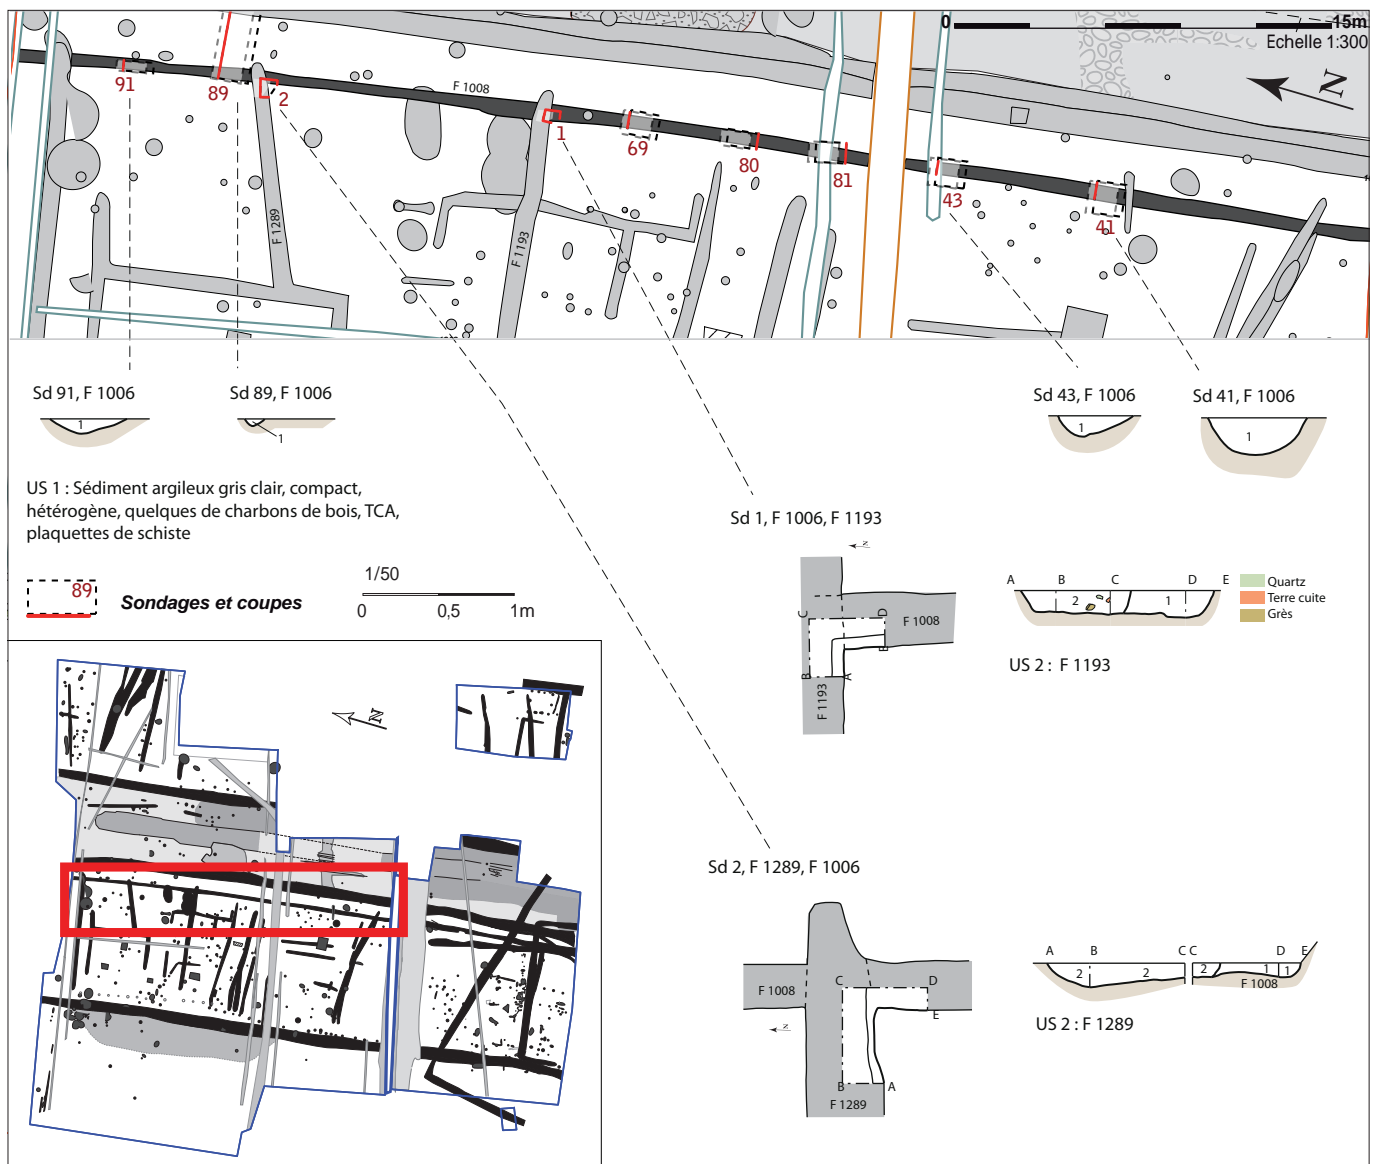 0 15m
Echelle 1:300
N
F 1008
91
89
2
1
69
80
81
43
41
F 1289
F 1193
Sd 91, F 1006
1
Sd 89, F 1006
1
Sd 43, F 1006
1
Sd 41, F 1006
1
US 1 : Sédiment argileux gris clair, compact,
hétérogène, quelques de charbons de bois, TCA,
plaquettes de schiste
89
Sondages et coupes
1/50
0 0,5 1m
Sd 1, F 1006, F 1193
N
C D
F 1008
E
B A
F 1193
A B C D E
2 1
Quartz
Terre cuite
Grès
US 2 : F 1193
N
Sd 2, F 1289, F 1006
F 1008
C D
E
N
B A
F 1289
A B C C D E
2 2 2 1 1
F 1008
US 2 : F 1289